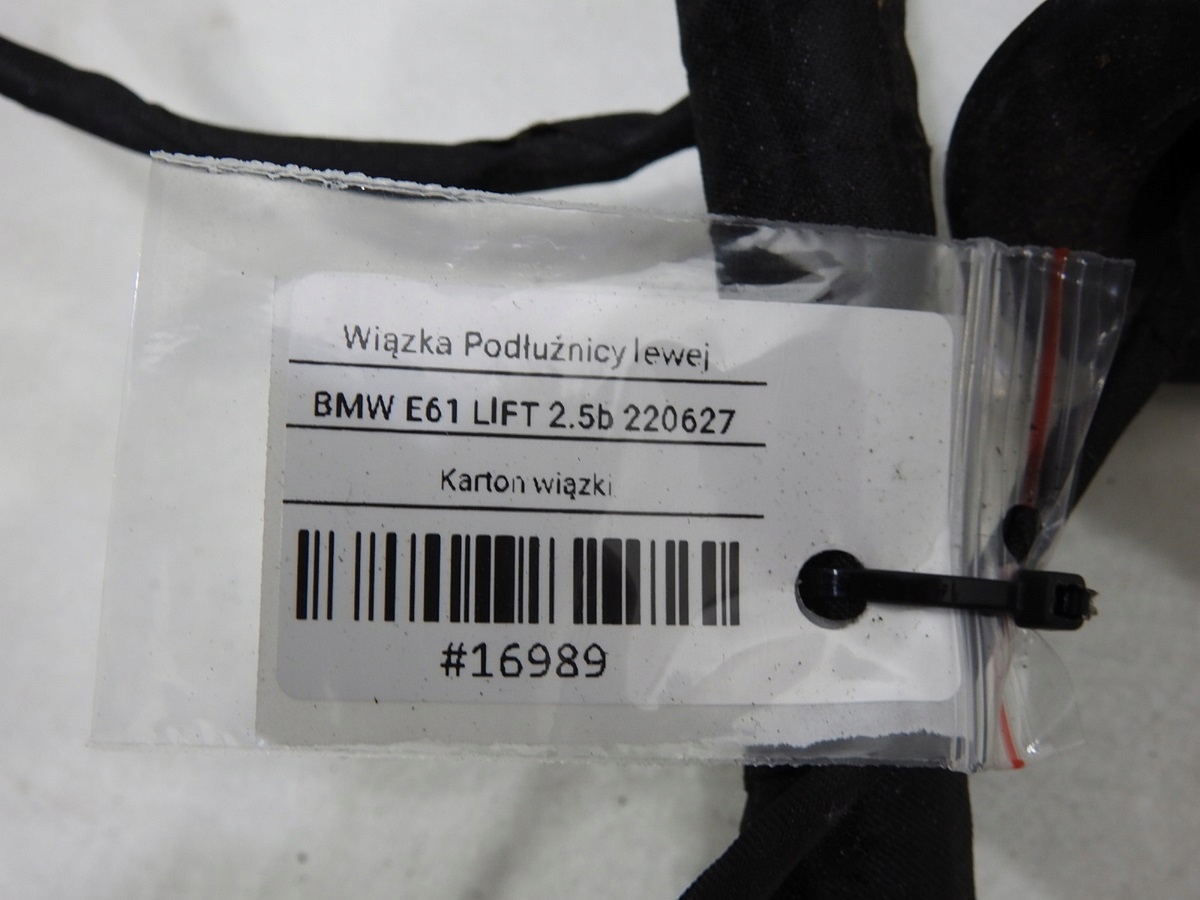 Wiązka Podłużnicy lewej
BMW E61 LIFT 2.5b 220627
Karton wiązki
#16989